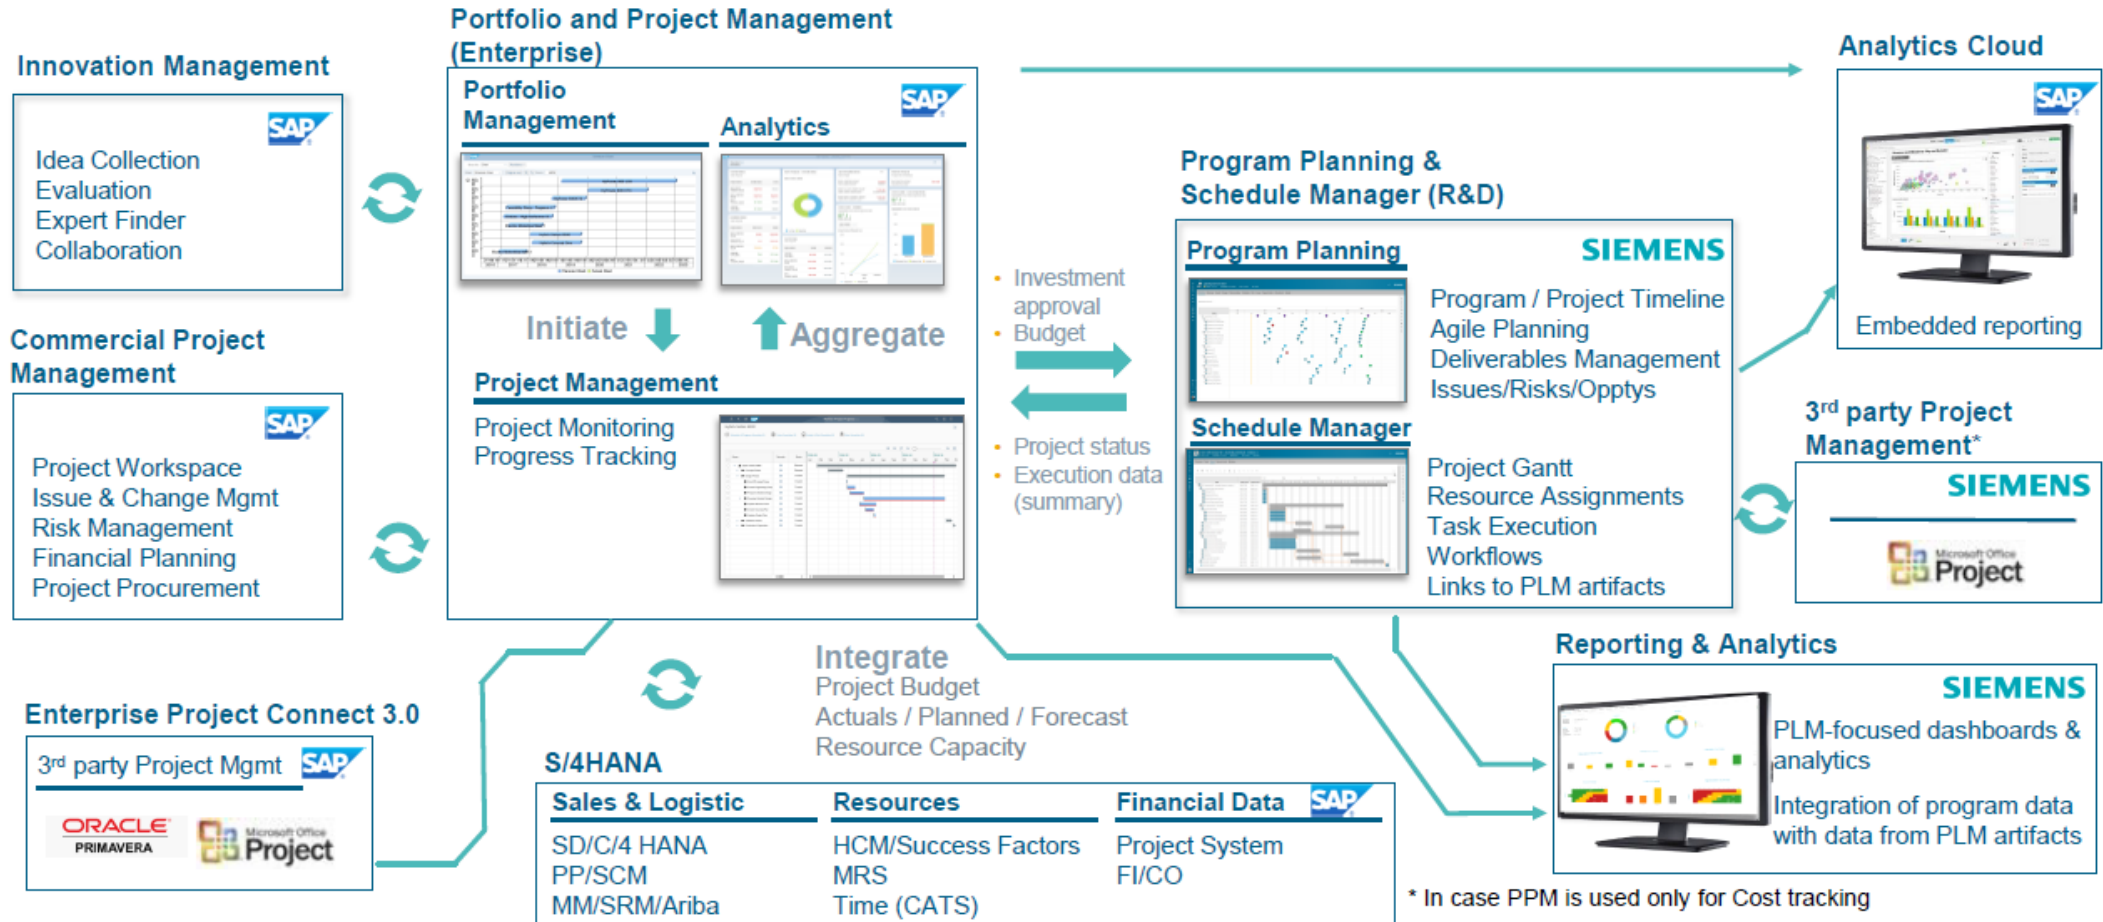 Portfolio and Project Management
(Enterprise)
Innovation Management
SAP
Idea Collection
Evaluation
Expert Finder
Collaboration
Commercial Project
Management
SAP
Project Workspace
Issue & Change Mgmt
Risk Management
Financial Planning
Project Procurement
Enterprise Project Connect 3.0
3rd party Project Mgmt
SAP
ORACLE
PRIMAVERA
Microsoft Office
Project
Portfolio
Management
Analytics
SAP
Initiate
Aggregate
Project Management
Project Monitoring
Progress Tracking
• Investment
approval
• Budget
• Project status
• Execution data
(summary)
Integrate
Project Budget
Actuals / Planned / Forecast
Resource Capacity
S/4HANA
Sales & Logistic
SD/C/4 HANA
PP/SCM
MM/SRM/Ariba
Resources
HCM/Success Factors
MRS
Time (CATS)
Financial Data
SAP
Project System
FI/CO
Program Planning &
Schedule Manager (R&D)
Program Planning
SIEMENS
Program / Project Timeline
Agile Planning
Deliverables Management
Issues/Risks/Opptys
Schedule Manager
Project Gantt
Resource Assignments
Task Execution
Workflows
Links to PLM artifacts
Analytics Cloud
SAP
Embedded reporting
3rd party Project
Management*
SIEMENS
Microsoft Office
Project
Reporting & Analytics
SIEMENS
PLM-focused dashboards &
analytics
Integration of program data
with data from PLM artifacts
* In case PPM is used only for Cost tracking